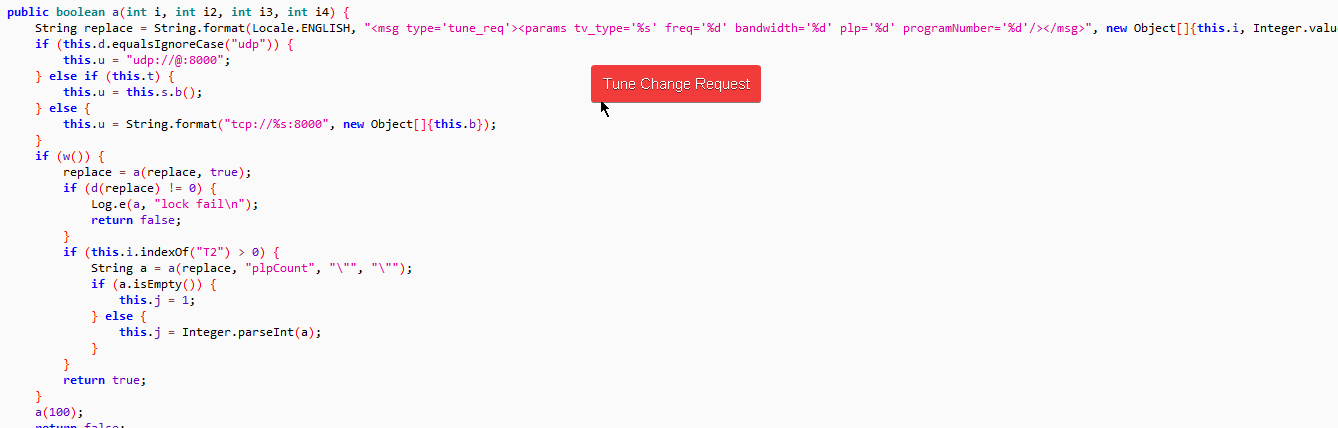 public boolean a(int i, int i2, int i3, int i4) {
    String replace = String.format(Locale.ENGLISH, "<msg type='tune_req'><params tv_type='%s' freq='%d' bandwidth='%d' plp='%d' programNumber='%d'/></msg>", new Object[]{this.i, Integer.value
    if (this.d.equalsIgnoreCase("udp")) {
        this.u = "udp://@:8000";
    } else if (this.t) {
        this.u = this.s.b();
    } else {
        this.u = String.format("tcp://%s:8000", new Object[]{this.b});
    }
    if (w()) {
        replace = a(replace, true);
        if (d(replace) != 0) {
            Log.e(a, "lock fail\n");
            return false;
        }
        if (this.i.indexOf("T2") > 0) {
            String a = a(replace, "plpCount", "\"", "\"");
            if (a.isEmpty()) {
                this.j = 1;
            } else {
                this.j = Integer.parseInt(a);
            }
        }
        return true;
    }
    a(100);
    return false;
Tune Change Request